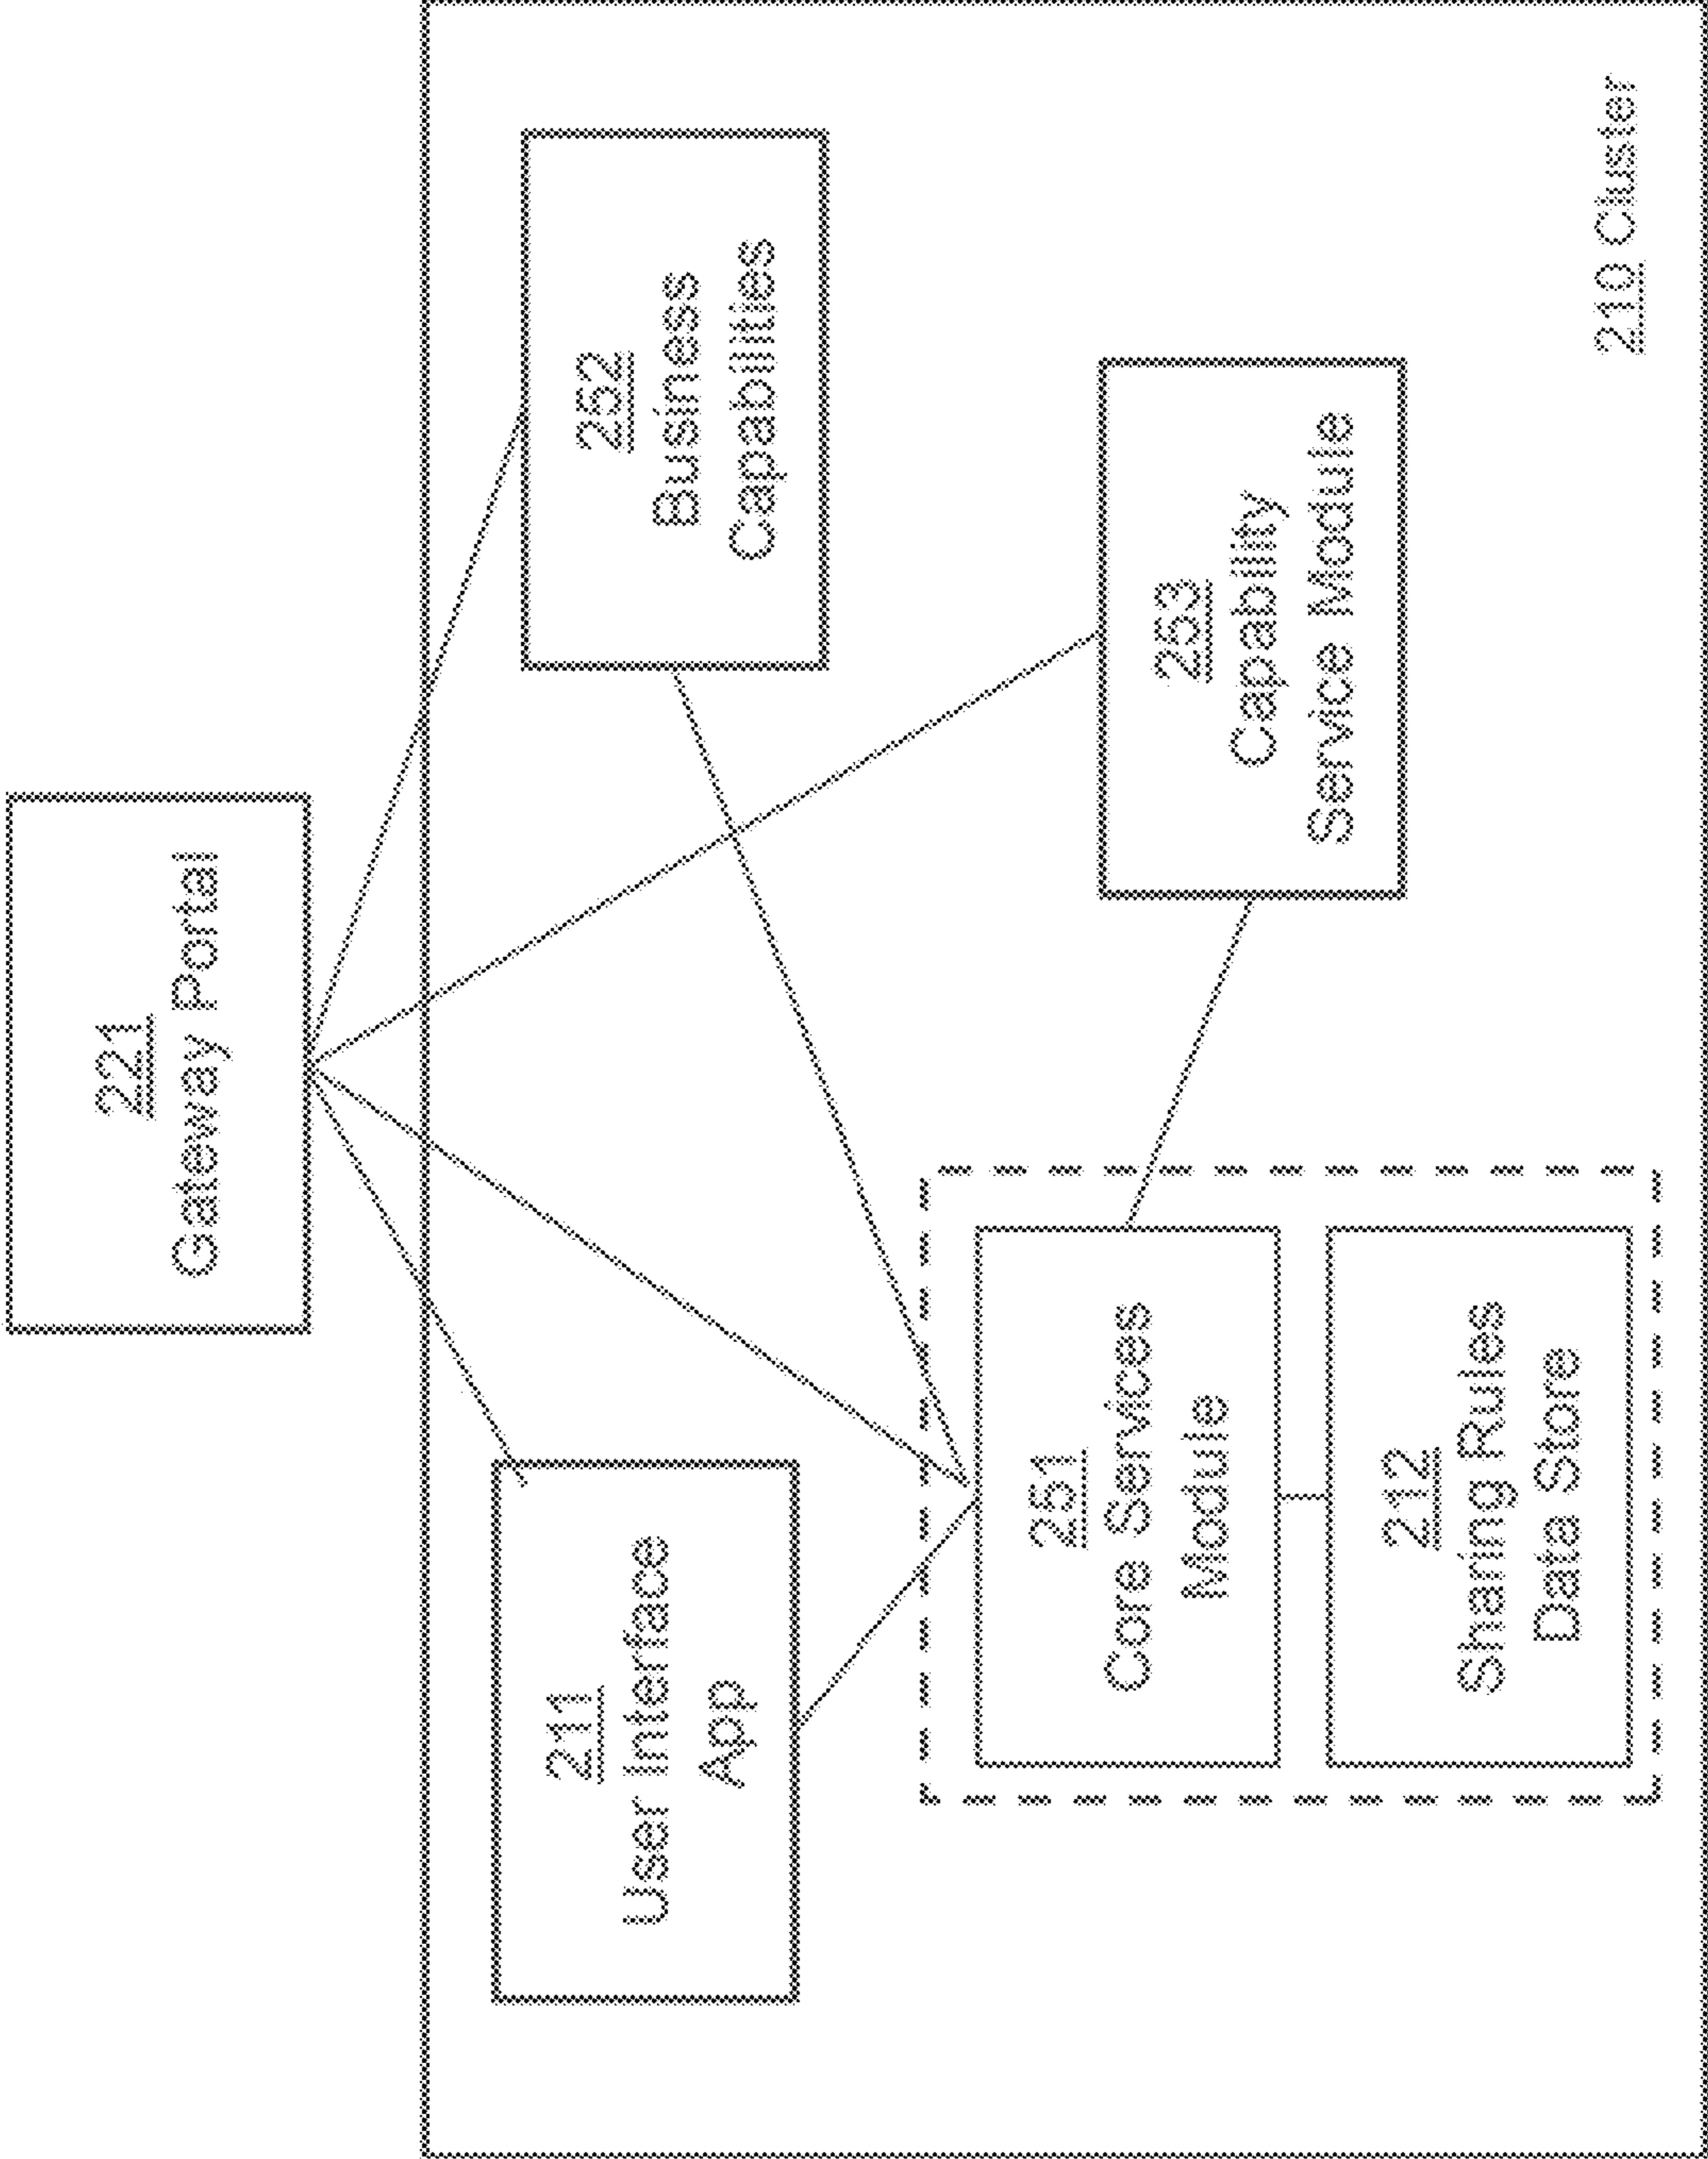 221
Gateway Portal
211
User Interface
App
252
Business
Capabilities
251
Core Services
Module
253
Capability
Service Module
212
Sharing Rules
Data Store
210 Cluster